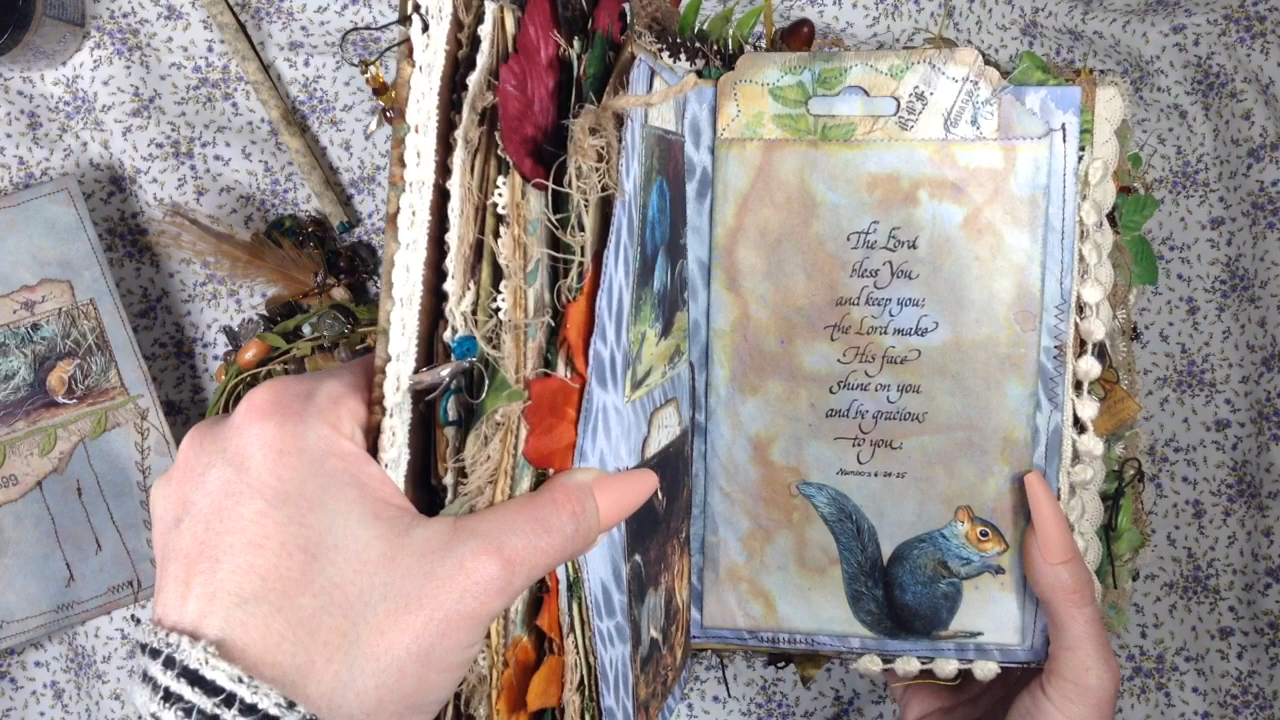 The Lord
bless You
and keep you;
the Lord make
His face
shine on you
and be gracious
to you;
Numbers 6:24-25